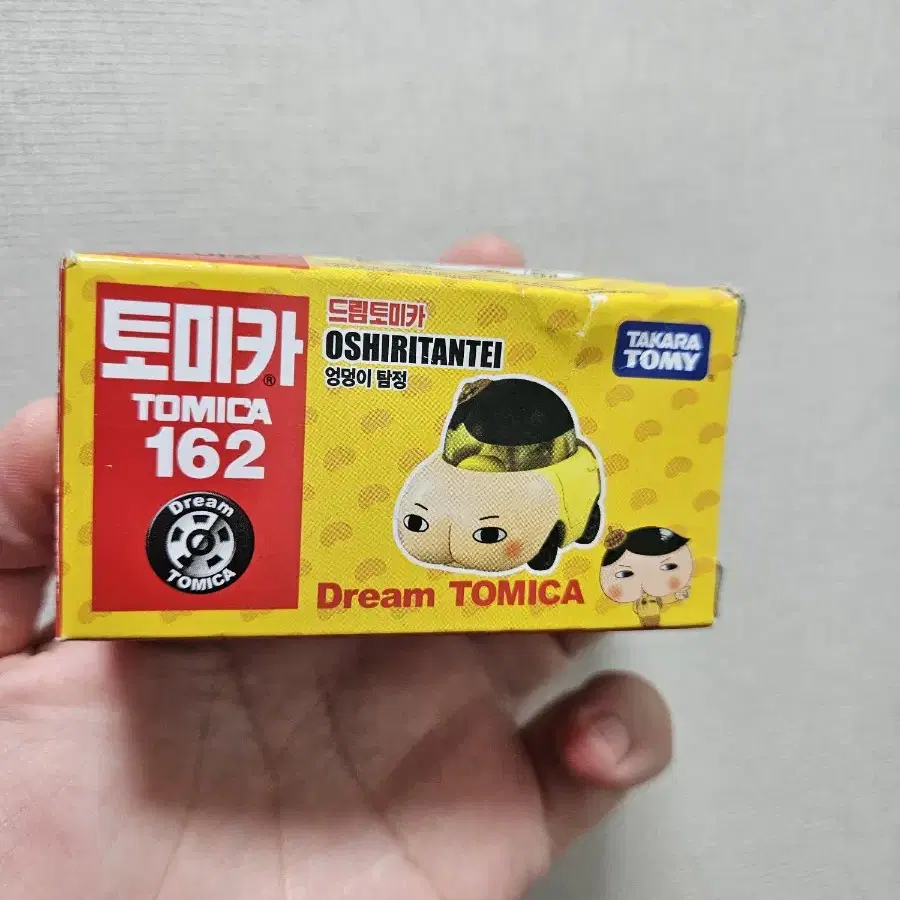 토미카®
TOMICA
162
Dream
TOMICA
드림토미카
OSHIRITANTEI
엉덩이 탐정
TAKARA
TOMY
Dream TOMICA